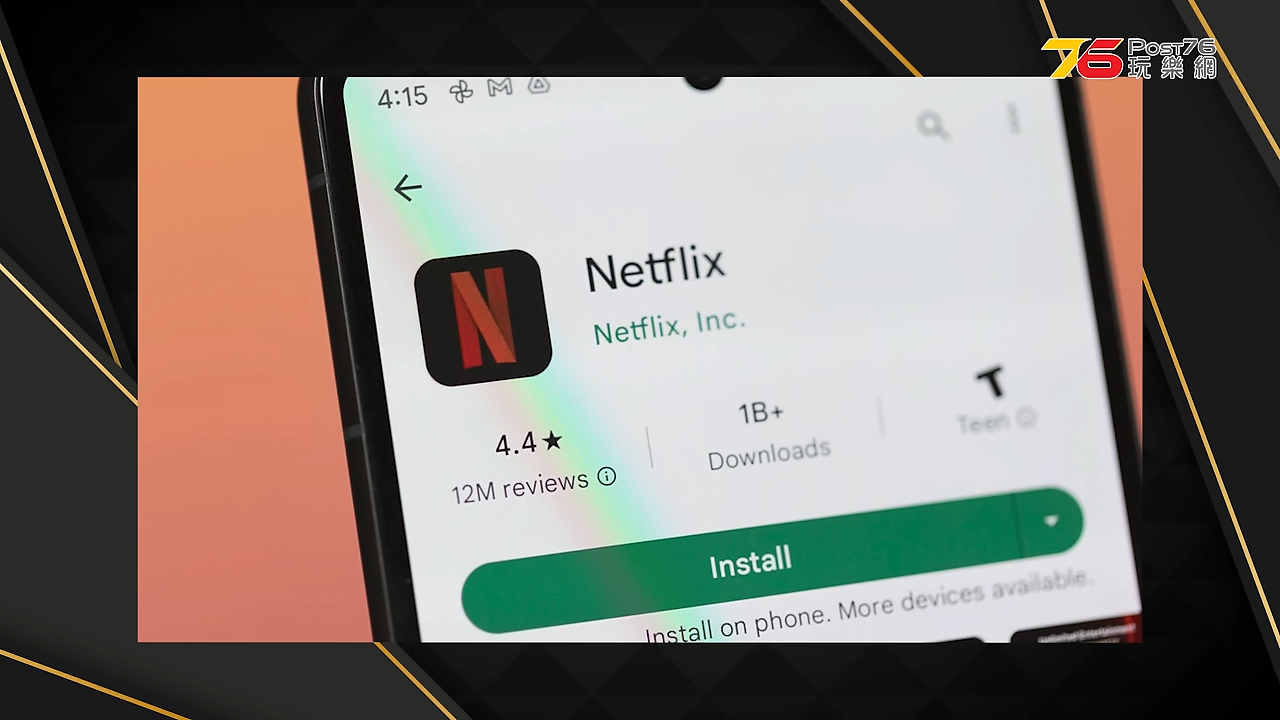 76 Post76
玩樂網
4:15
Netflix
Netflix, Inc.
4.4★
12M reviews
1B+
Downloads
T
Teen
Install
Install on phone. More devices available.